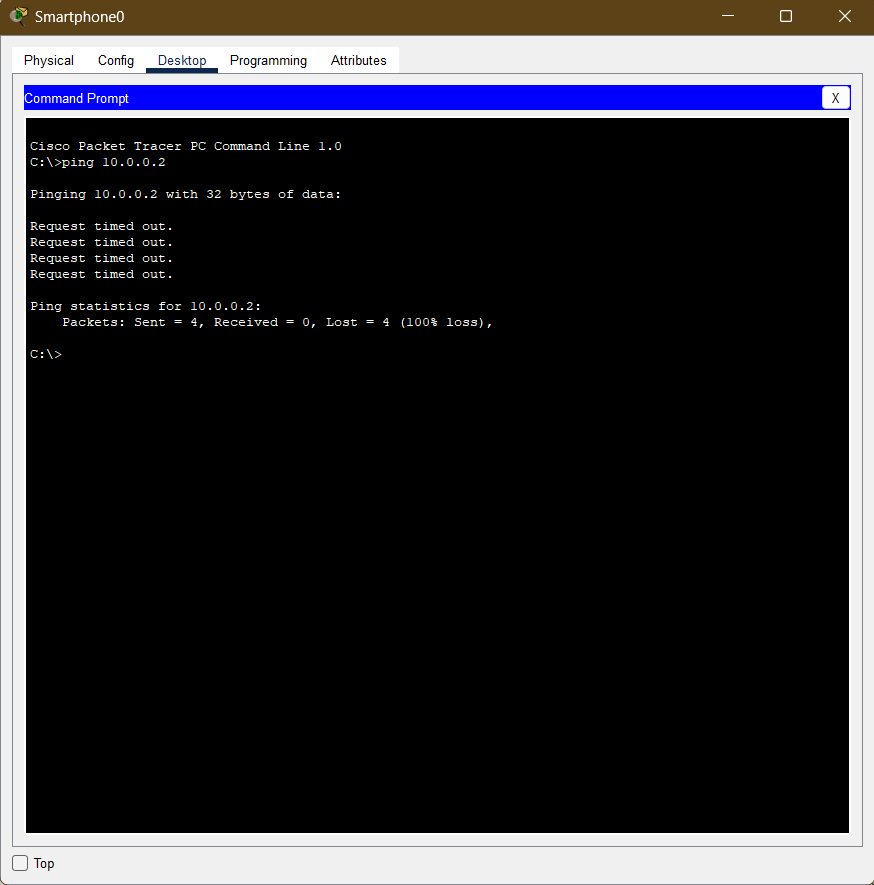 Smartphone0
Physical Config Desktop Programming Attributes
Command Prompt X
Cisco Packet Tracer PC Command Line 1.0
C:\>ping 10.0.0.2
Pinging 10.0.0.2 with 32 bytes of data:
Request timed out.
Request timed out.
Request timed out.
Request timed out.
Ping statistics for 10.0.0.2:
    Packets: Sent = 4, Received = 0, Lost = 4 (100% loss),
C:\>
Top